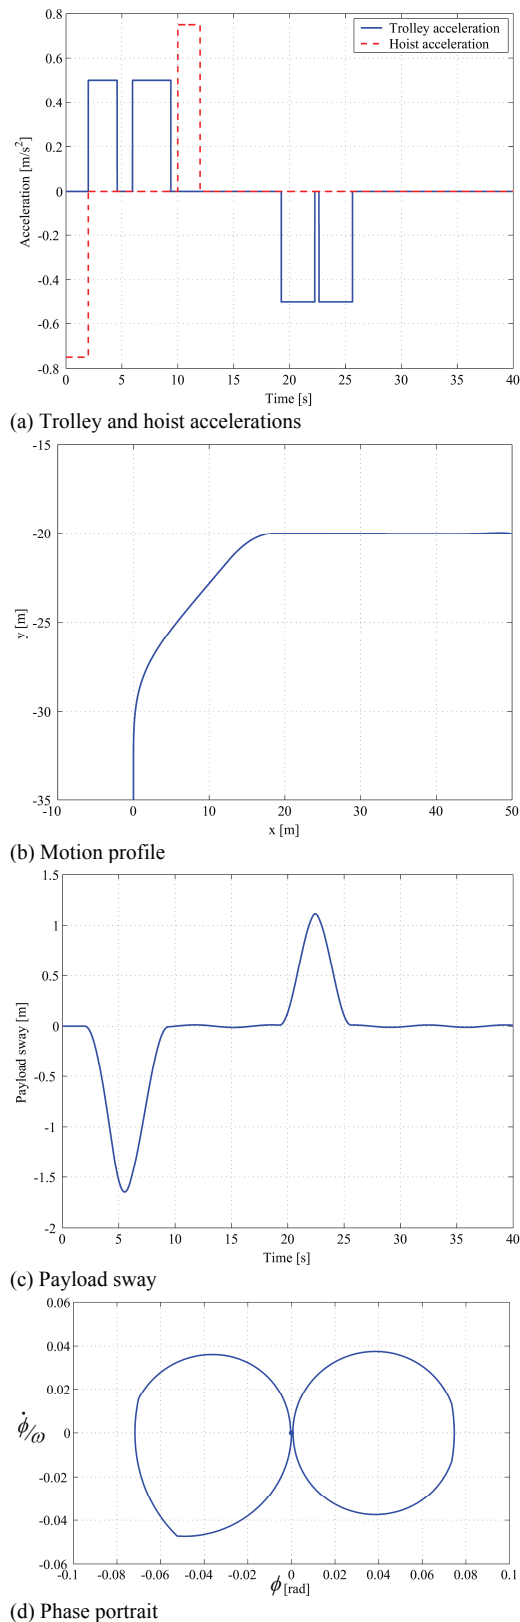 0.8
Trolley acceleration
Hoist acceleration
0.6
0.4
0.2
0
-0.2
-0.4
-0.6
-0.8
Acceleration [m/s²]
0 5 10 15 20 25 30 35 40
Time [s]
(a) Trolley and hoist accelerations
-15
-20
-25
-30
-35
y [m]
-10 0 10 20 30 40 50
x [m]
(b) Motion profile
1.5
1
0.5
0
-0.5
-1
-1.5
-2
Payload sway [m]
0 5 10 15 20 25 30 35 40
Time [s]
(c) Payload sway
0.06
0.04
0.02
0
-0.02
-0.04
-0.06
ϕ̇/ω
-0.1 -0.08 -0.06 -0.04 -0.02 0 0.02 0.04 0.06 0.08 0.1
ϕ [rad]
(d) Phase portrait